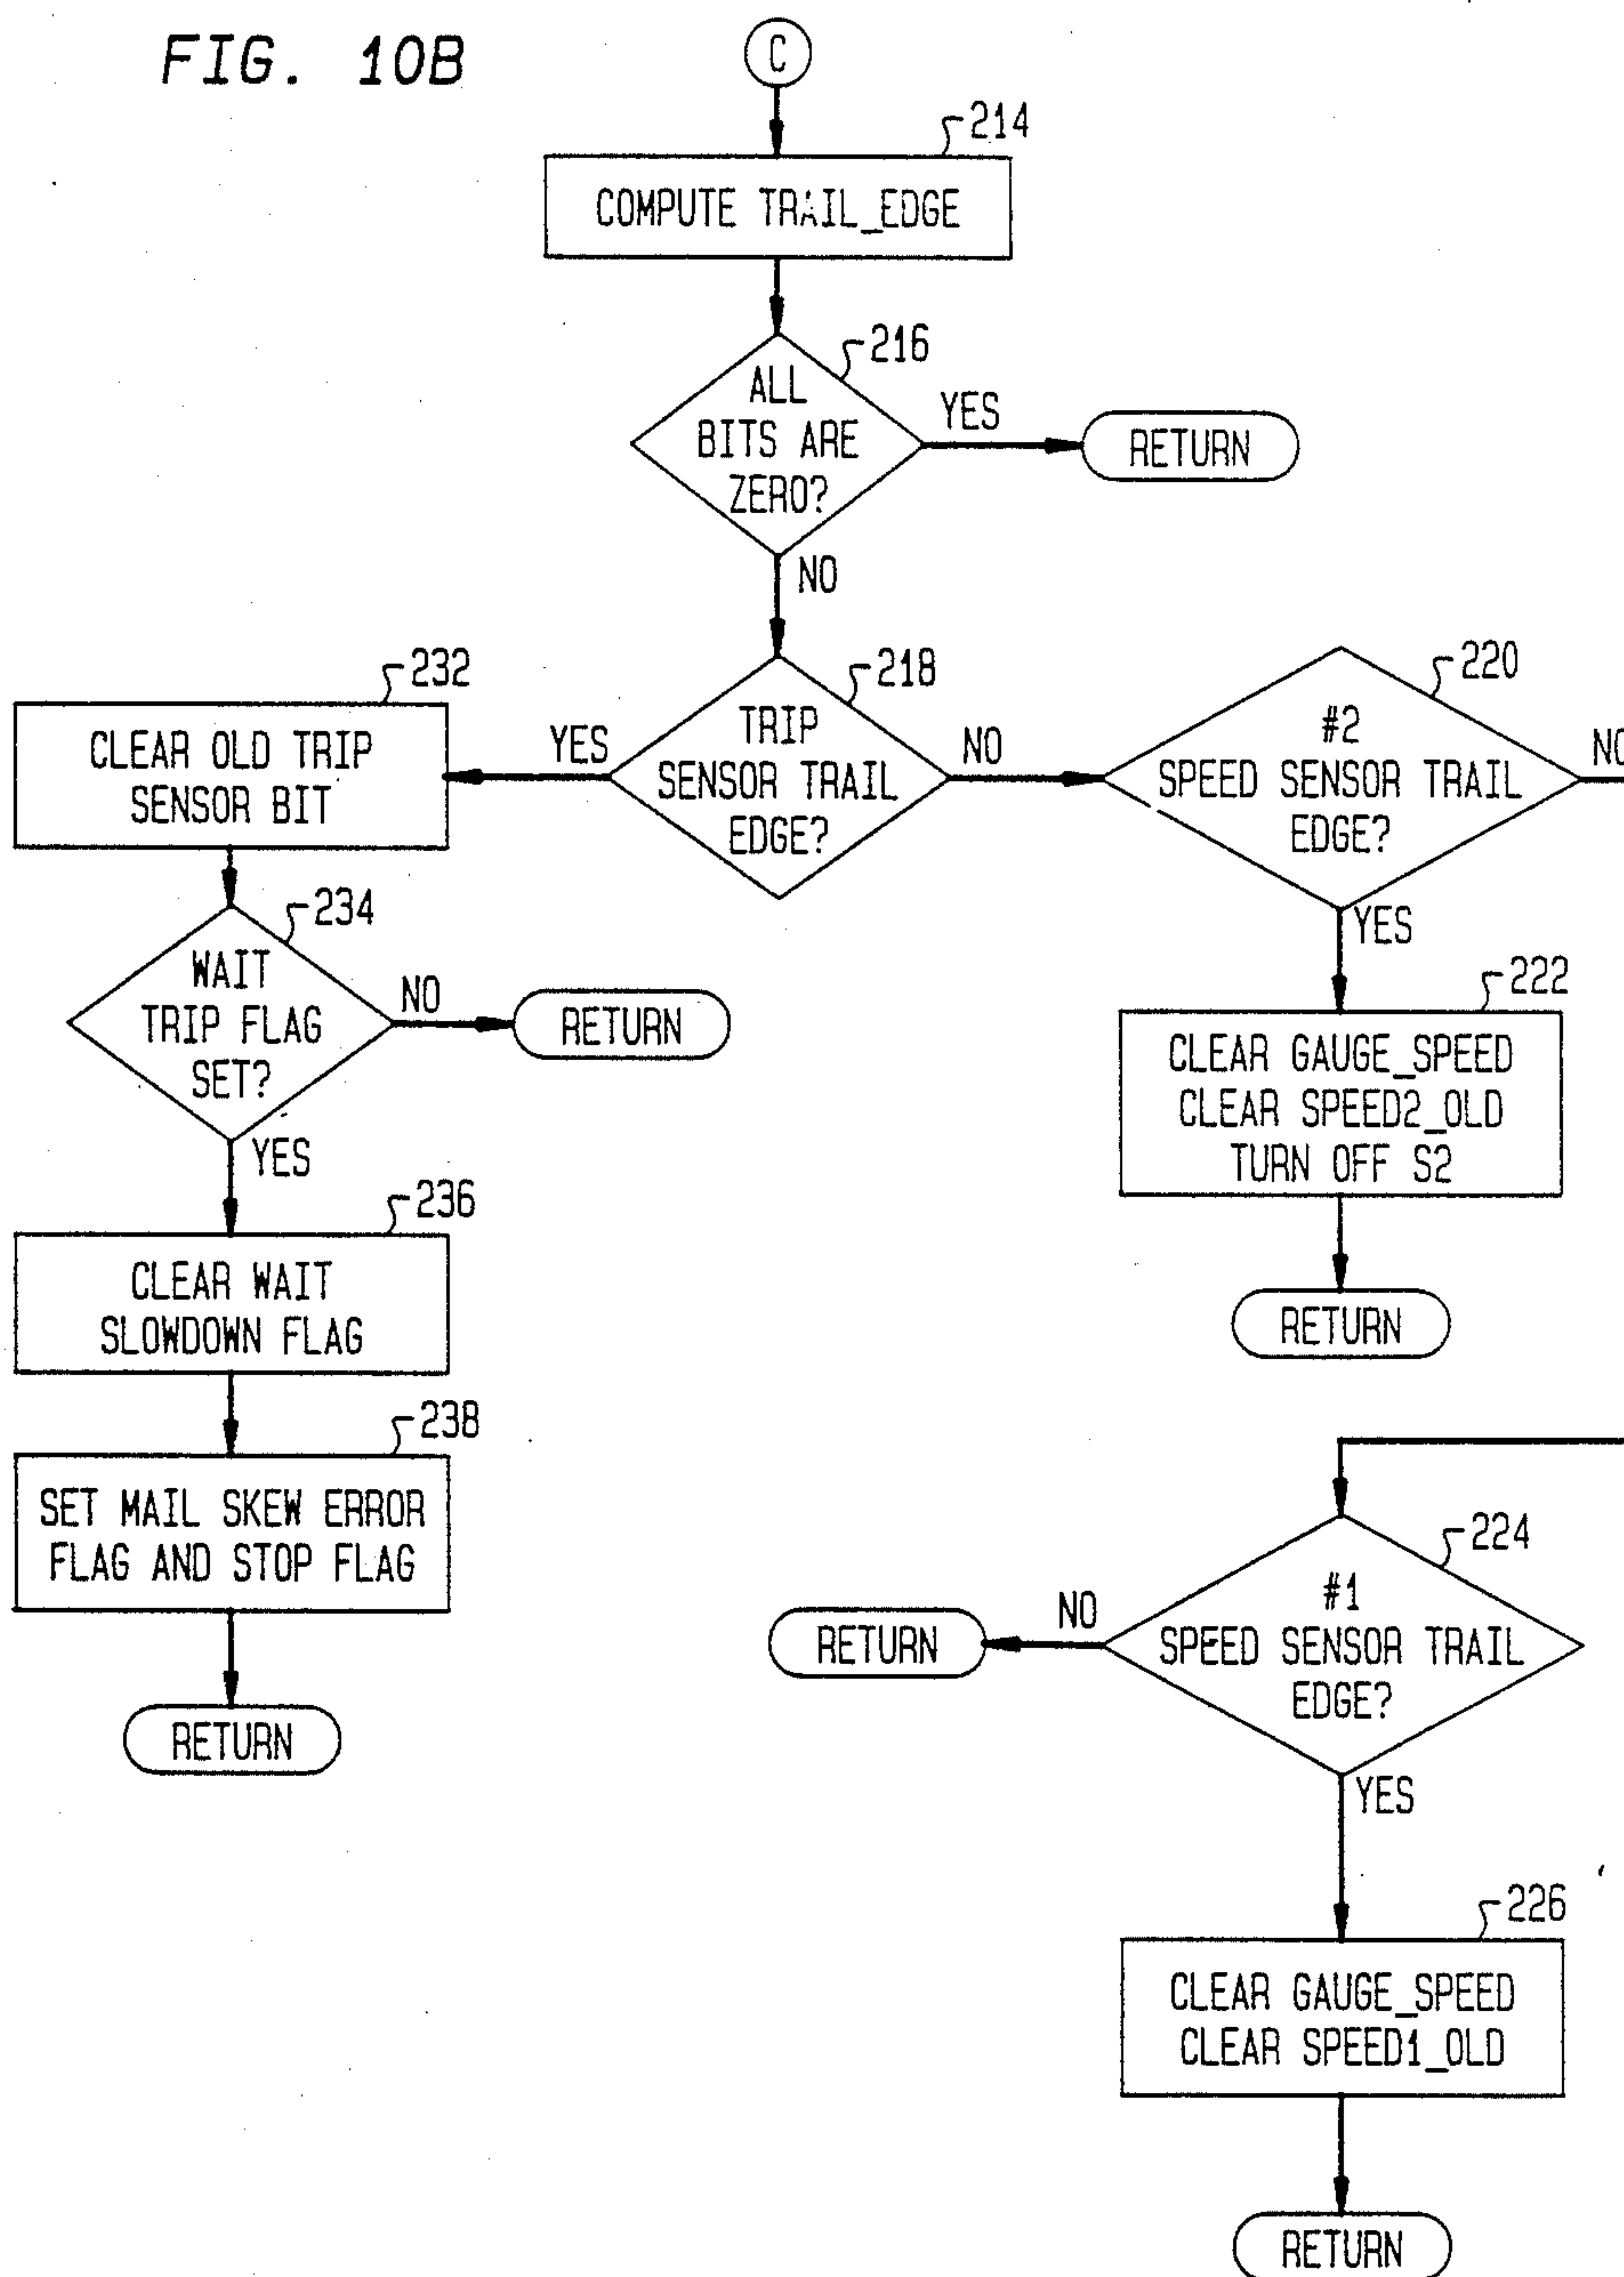 FIG. 10B
C
214
COMPUTE TRAIL_EDGE
216
ALL
BITS ARE
ZERO?
YES
RETURN
NO
218
TRIP
SENSOR TRAIL
EDGE?
YES
NO
232
CLEAR OLD TRIP
SENSOR BIT
234
WAIT
TRIP FLAG
SET?
NO
RETURN
YES
236
CLEAR WAIT
SLOWDOWN FLAG
238
SET MAIL SKEW ERROR
FLAG AND STOP FLAG
RETURN
220
#2
SPEED SENSOR TRAIL
EDGE?
NO
YES
222
CLEAR GAUGE_SPEED
CLEAR SPEED2_OLD
TURN OFF S2
RETURN
224
#1
SPEED SENSOR TRAIL
EDGE?
NO
RETURN
YES
226
CLEAR GAUGE_SPEED
CLEAR SPEED1_OLD
RETURN